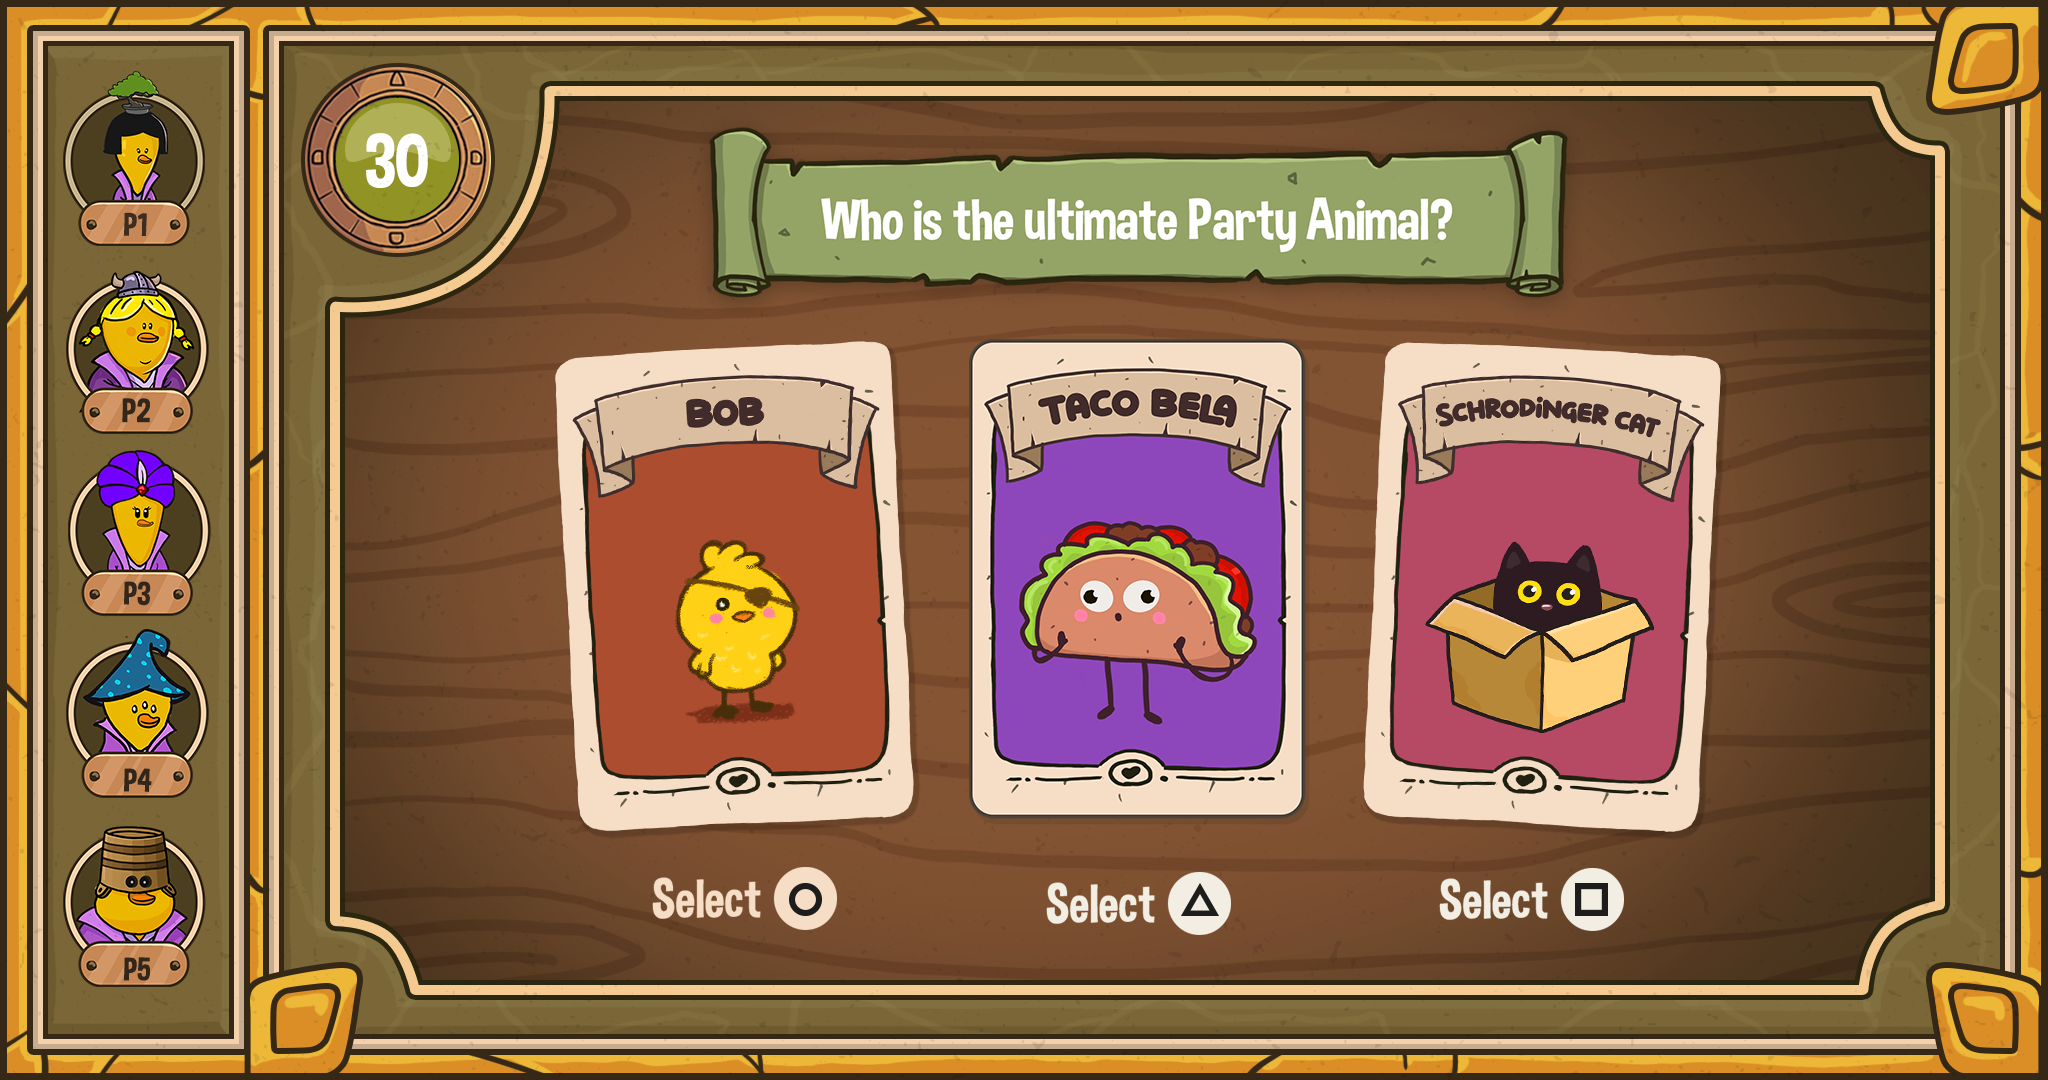 30
Who is the ultimate Party Animal?
P1
P2
P3
P4
P5
BOB
TACO BELA
SCHRODiNGER CAT
Select
Select
Select